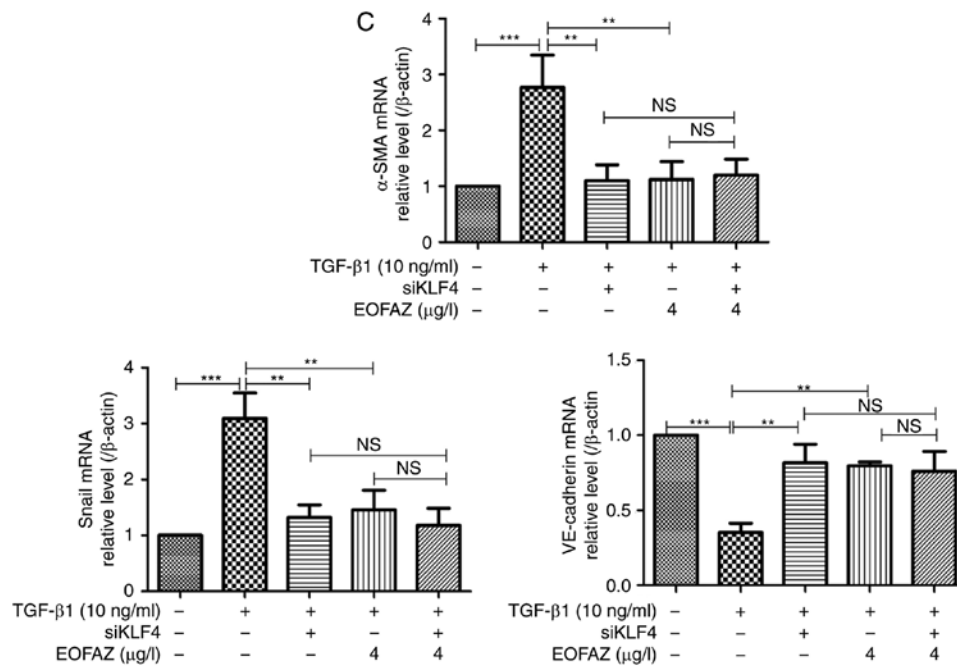 C
α-SMA mRNA
relative level (/β-actin)
4
3
2
1
0
***
**
**
NS
NS
TGF-β1 (10 ng/ml) – + + + +
siKLF4 – – + – +
EOFAZ (μg/l) – – – 4 4
Snail mRNA
relative level (/β-actin)
4
3
2
1
0
***
**
**
NS
NS
TGF-β1 (10 ng/ml) – + + + +
siKLF4 – – + – +
EOFAZ (μg/l) – – – 4 4
VE-cadherin mRNA
relative level (/β-actin)
1.5
1.0
0.5
0.0
***
**
**
NS
NS
TGF-β1 (10 ng/ml) – + + + +
siKLF4 – – + – +
EOFAZ (μg/l) – – – 4 4